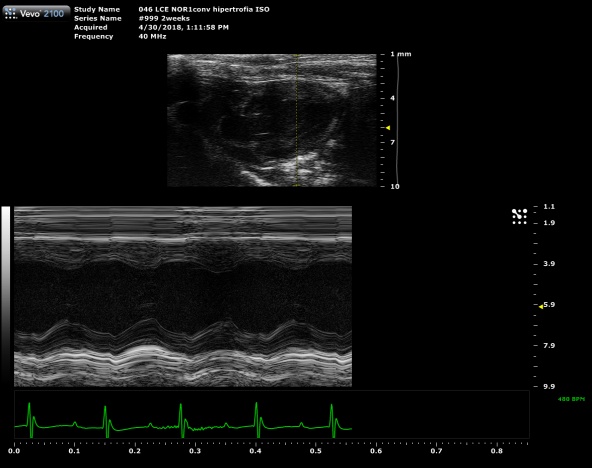 Vevo 2100
Study Name 046 LCE NOR1conv hipertrofia ISO
Series Name #999 2weeks
Acquired 4/30/2018, 1:11:58 PM
Frequency 40 MHz
1 mm
4
7
10
1.1
1.9
3.9
5.9
7.9
9.9
480 BPM
0.0 0.1 0.2 0.3 0.4 0.5 0.6 0.7 0.8